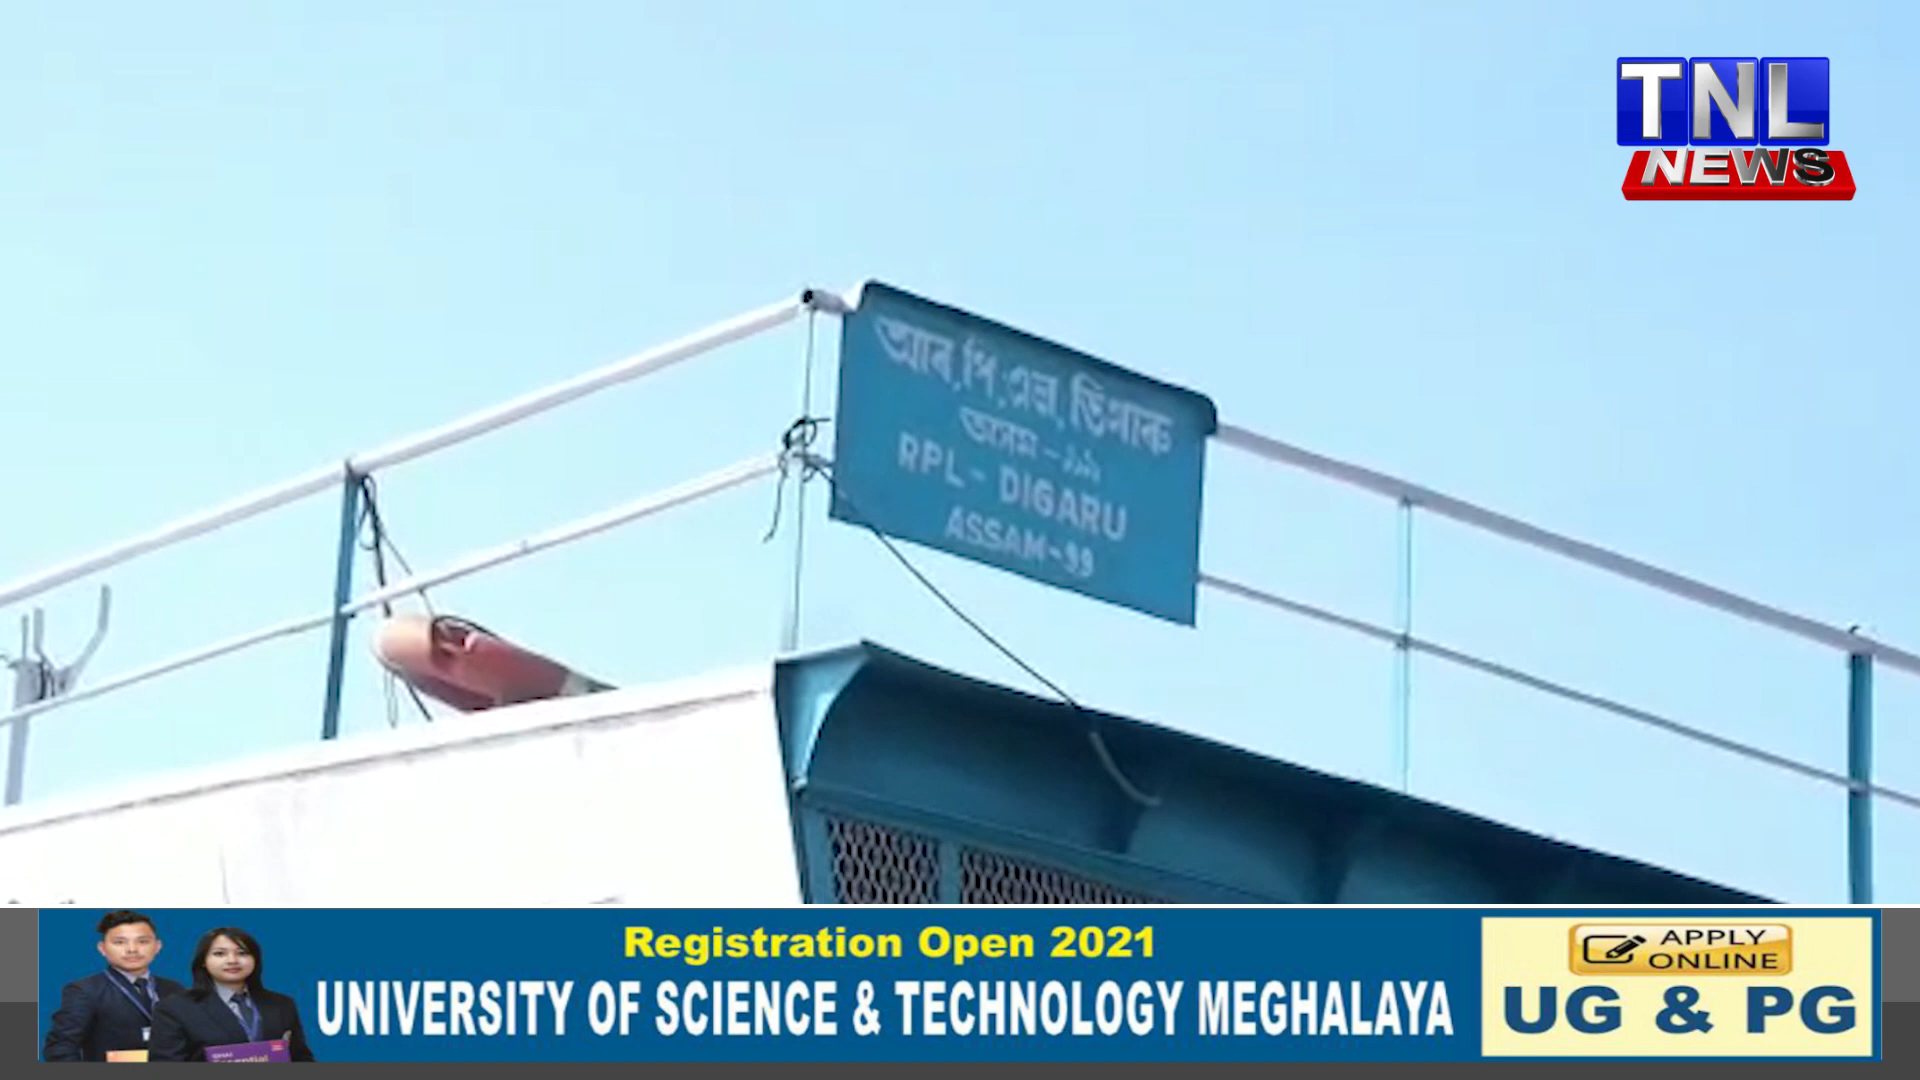 TNL
NEWS
আৰ.পি.এল. ডিগাৰু
অসম - ৯৯
RPL - DIGARU
ASSAM-99
Registration Open 2021
UNIVERSITY OF SCIENCE & TECHNOLOGY MEGHALAYA
APPLY
ONLINE
UG & PG